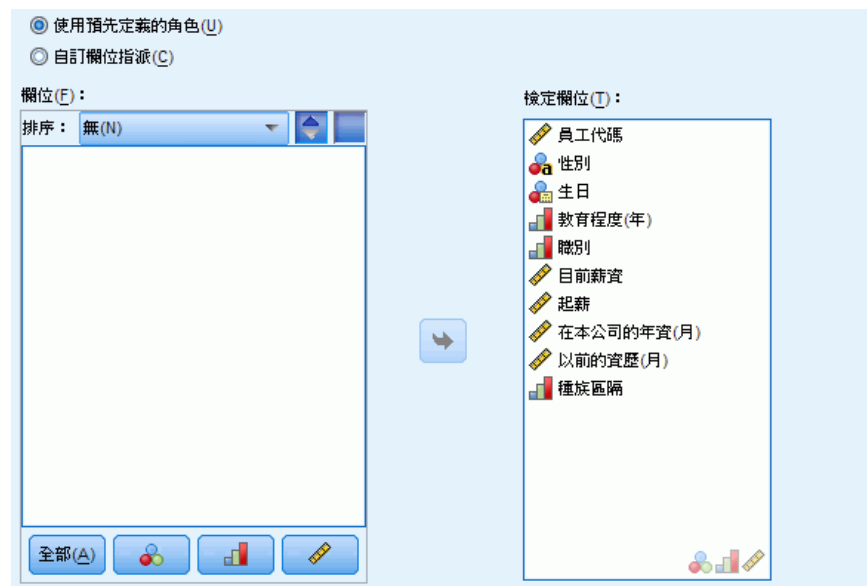 使用預先定義的角色(U)
自訂欄位指派(C)
欄位(F)：
排序： 無(N)
全部(A)
檢定欄位(T)：
員工代碼
性別
生日
教育程度(年)
職別
目前薪資
起薪
在本公司的年資(月)
以前的資歷(月)
種族區隔